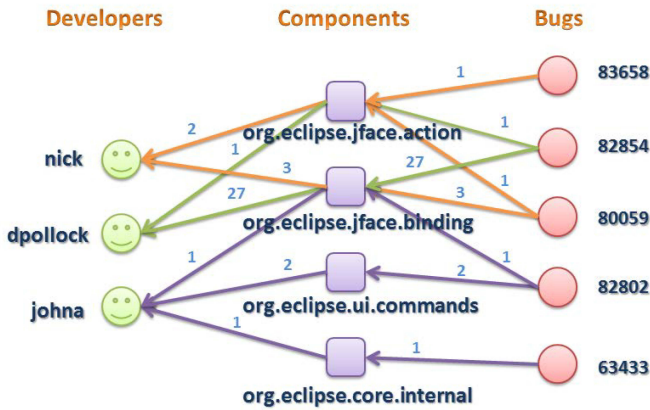 Developers Components Bugs
1 83658
2 org.eclipse.jface.action 1 82854
nick 1
3 27
27 3 1 80059
dpollock org.eclipse.jface.binding
1 2 2 1 82802
johna org.eclipse.ui.commands
1 1 63433
org.eclipse.core.internal